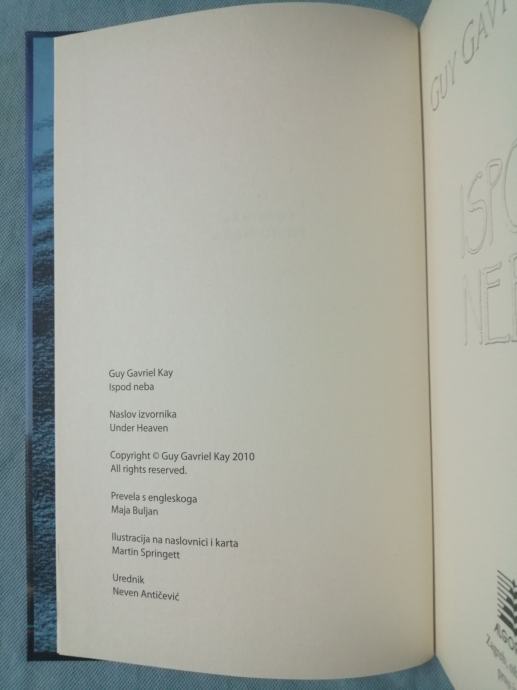 Guy Gavriel Kay
Ispod neba
Naslov izvornika
Under Heaven
Copyright © Guy Gavriel Kay 2010
All rights reserved.
Prevela s engleskoga
Maja Buljan
Ilustracija na naslovnici i karta
Martin Springett
Urednik
Neven Antičević
GUY